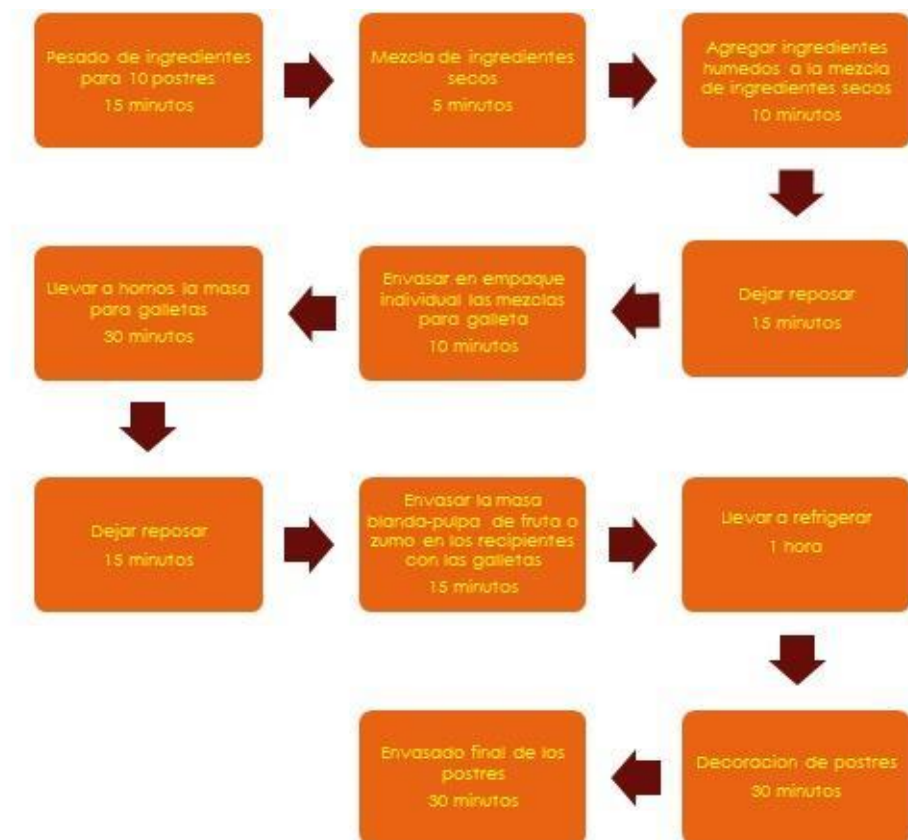 Pesado de ingredientes
para 10 postres
15 minutos
Mezcla de ingredientes
secos
5 minutos
Agregar ingredientes
humedos a la mezcla
de ingredientes secos
10 minutos
Dejar reposar
15 minutos
Envasar en empaque
individual las mezclas
para galleta
10 minutos
Llevar a hornos la masa
para galletas
30 minutos
Dejar reposar
15 minutos
Envasar la masa
blanda-pulpa de fruta o
zumo en los recipientes
con las galletas
15 minutos
Llevar a refrigerar
1 hora
Decoracion de postres
30 minutos
Envasado final de los
postres
30 minutos